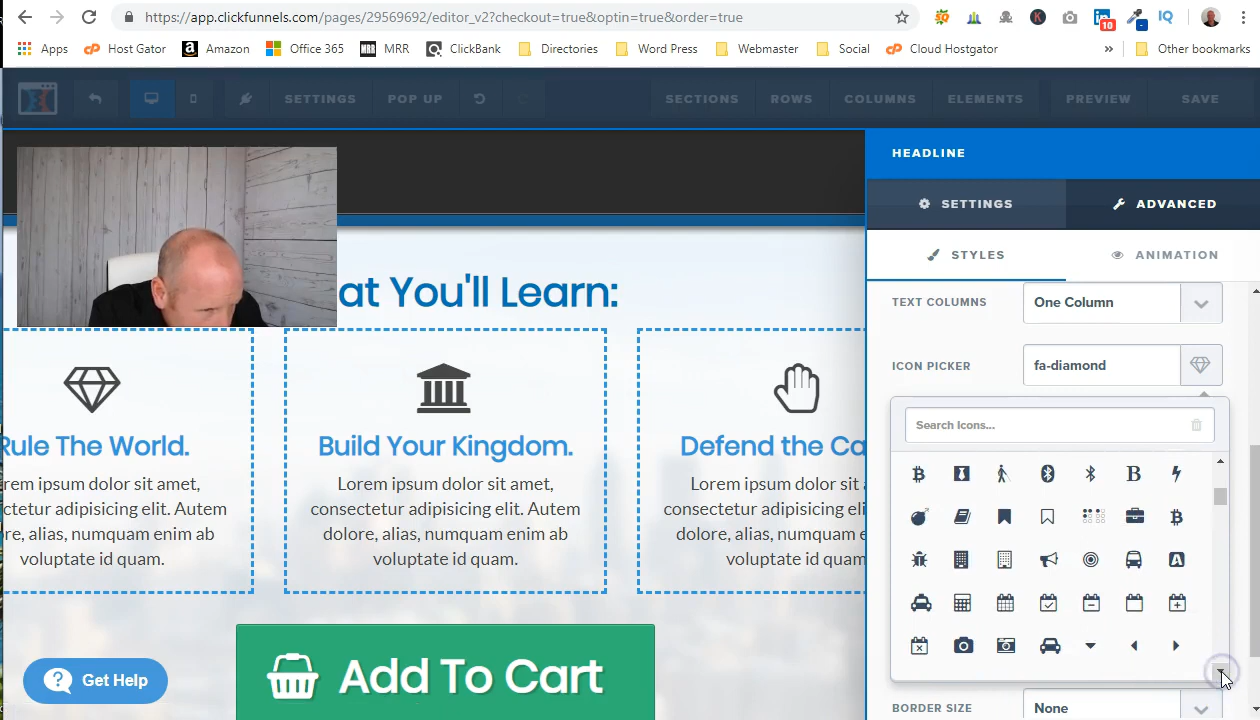 https://app.clickfunnels.com/pages/29569692/editor_v2?checkout=true&optin=true&order=true
10
Apps Host Gator Amazon Office 365 MRR ClickBank Directories Word Press Webmaster Social Cloud Hostgator » Other bookmarks
SETTINGS POP UP SECTIONS ROWS COLUMNS ELEMENTS PREVIEW SAVE
HEADLINE
SETTINGS ADVANCED
STYLES ANIMATION
TEXT COLUMNS One Column
ICON PICKER fa-diamond
Search Icons...
BORDER SIZE None
at You'll Learn:
Rule The World.
rem ipsum dolor sit amet,
ctetur adipisicing elit. Autem
re, alias, numquam enim ab
voluptate id quam.
Build Your Kingdom.
Lorem ipsum dolor sit amet,
consectetur adipisicing elit. Autem
dolore, alias, numquam enim ab
voluptate id quam.
Defend the Ca
Lorem ipsum dolor sit a
consectetur adipisicing elit
dolore, alias, numquam e
voluptate id quam
Add To Cart
Get Help